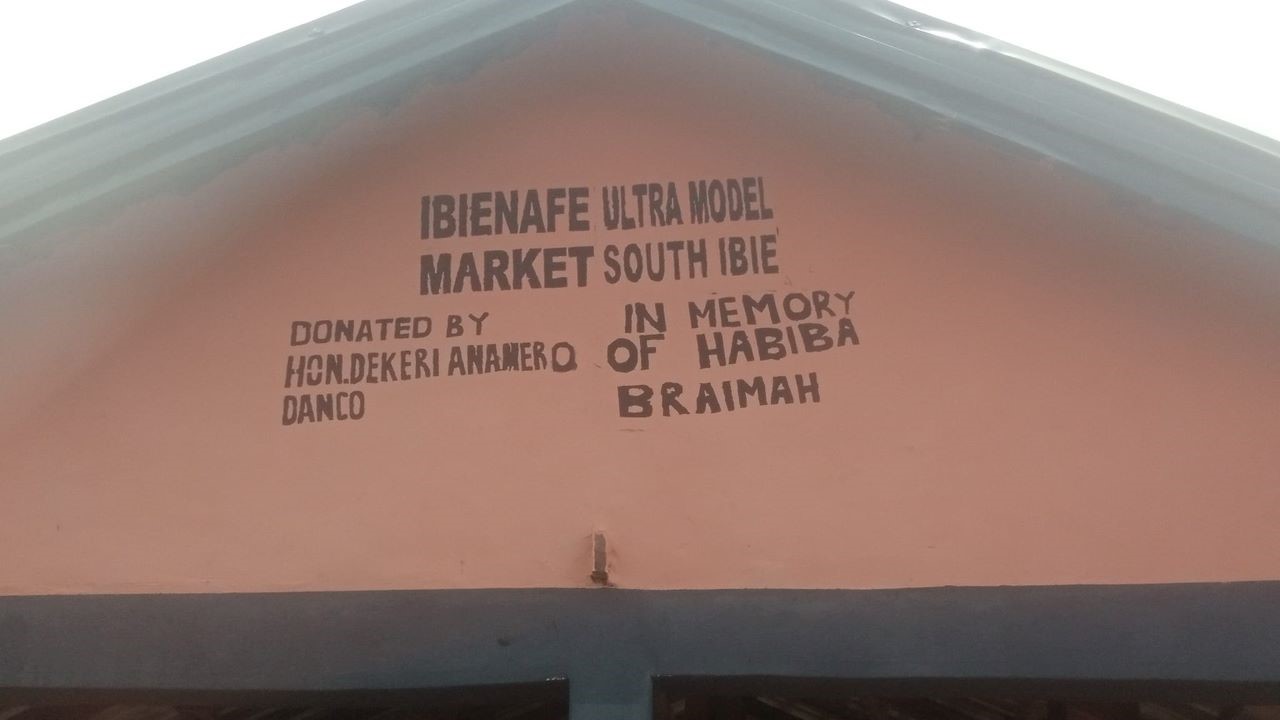 IBIENAFE ULTRA MODEL
MARKET SOUTH IBIE
DONATED BY
HON.DEKERI ANAMERO
DANCO
IN MEMORY
OF HABIBA
BRAIMAH